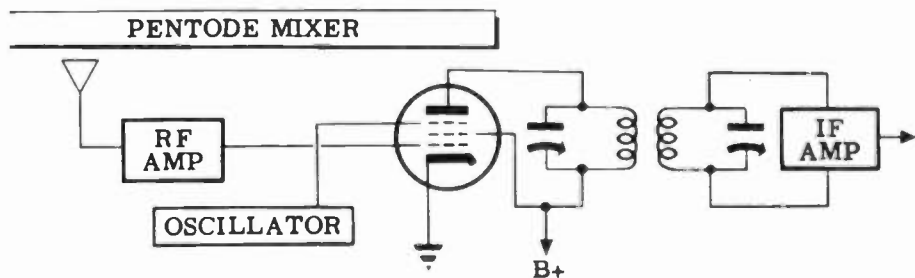 PENTODE MIXER
RF
AMP
IF
AMP
OSCILLATOR
B+